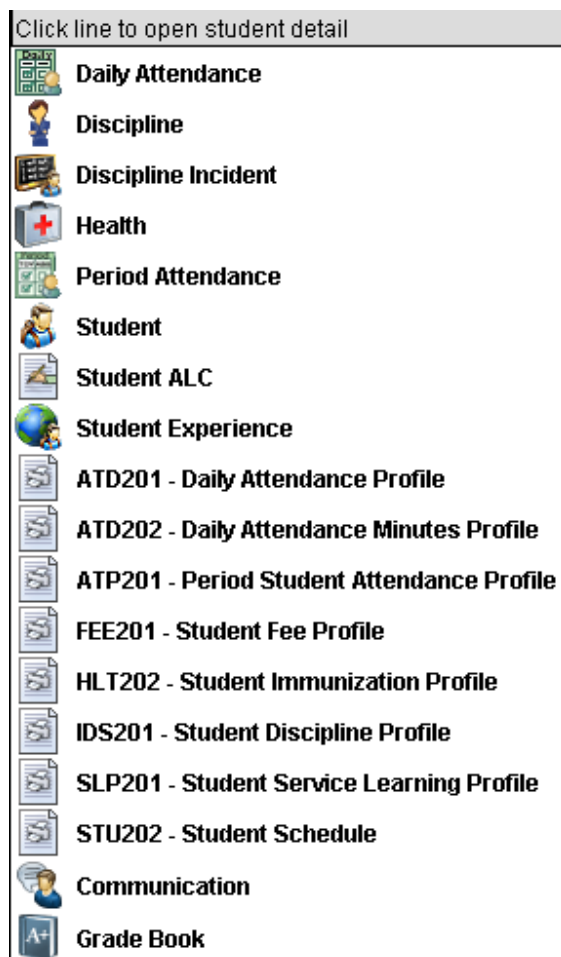 Click line to open student detail
Daily Attendance
Discipline
Discipline Incident
Health
Period Attendance
Student
Student ALC
Student Experience
ATD201 - Daily Attendance Profile
ATD202 - Daily Attendance Minutes Profile
ATP201 - Period Student Attendance Profile
FEE201 - Student Fee Profile
HLT202 - Student Immunization Profile
IDS201 - Student Discipline Profile
SLP201 - Student Service Learning Profile
STU202 - Student Schedule
Communication
A+ Grade Book